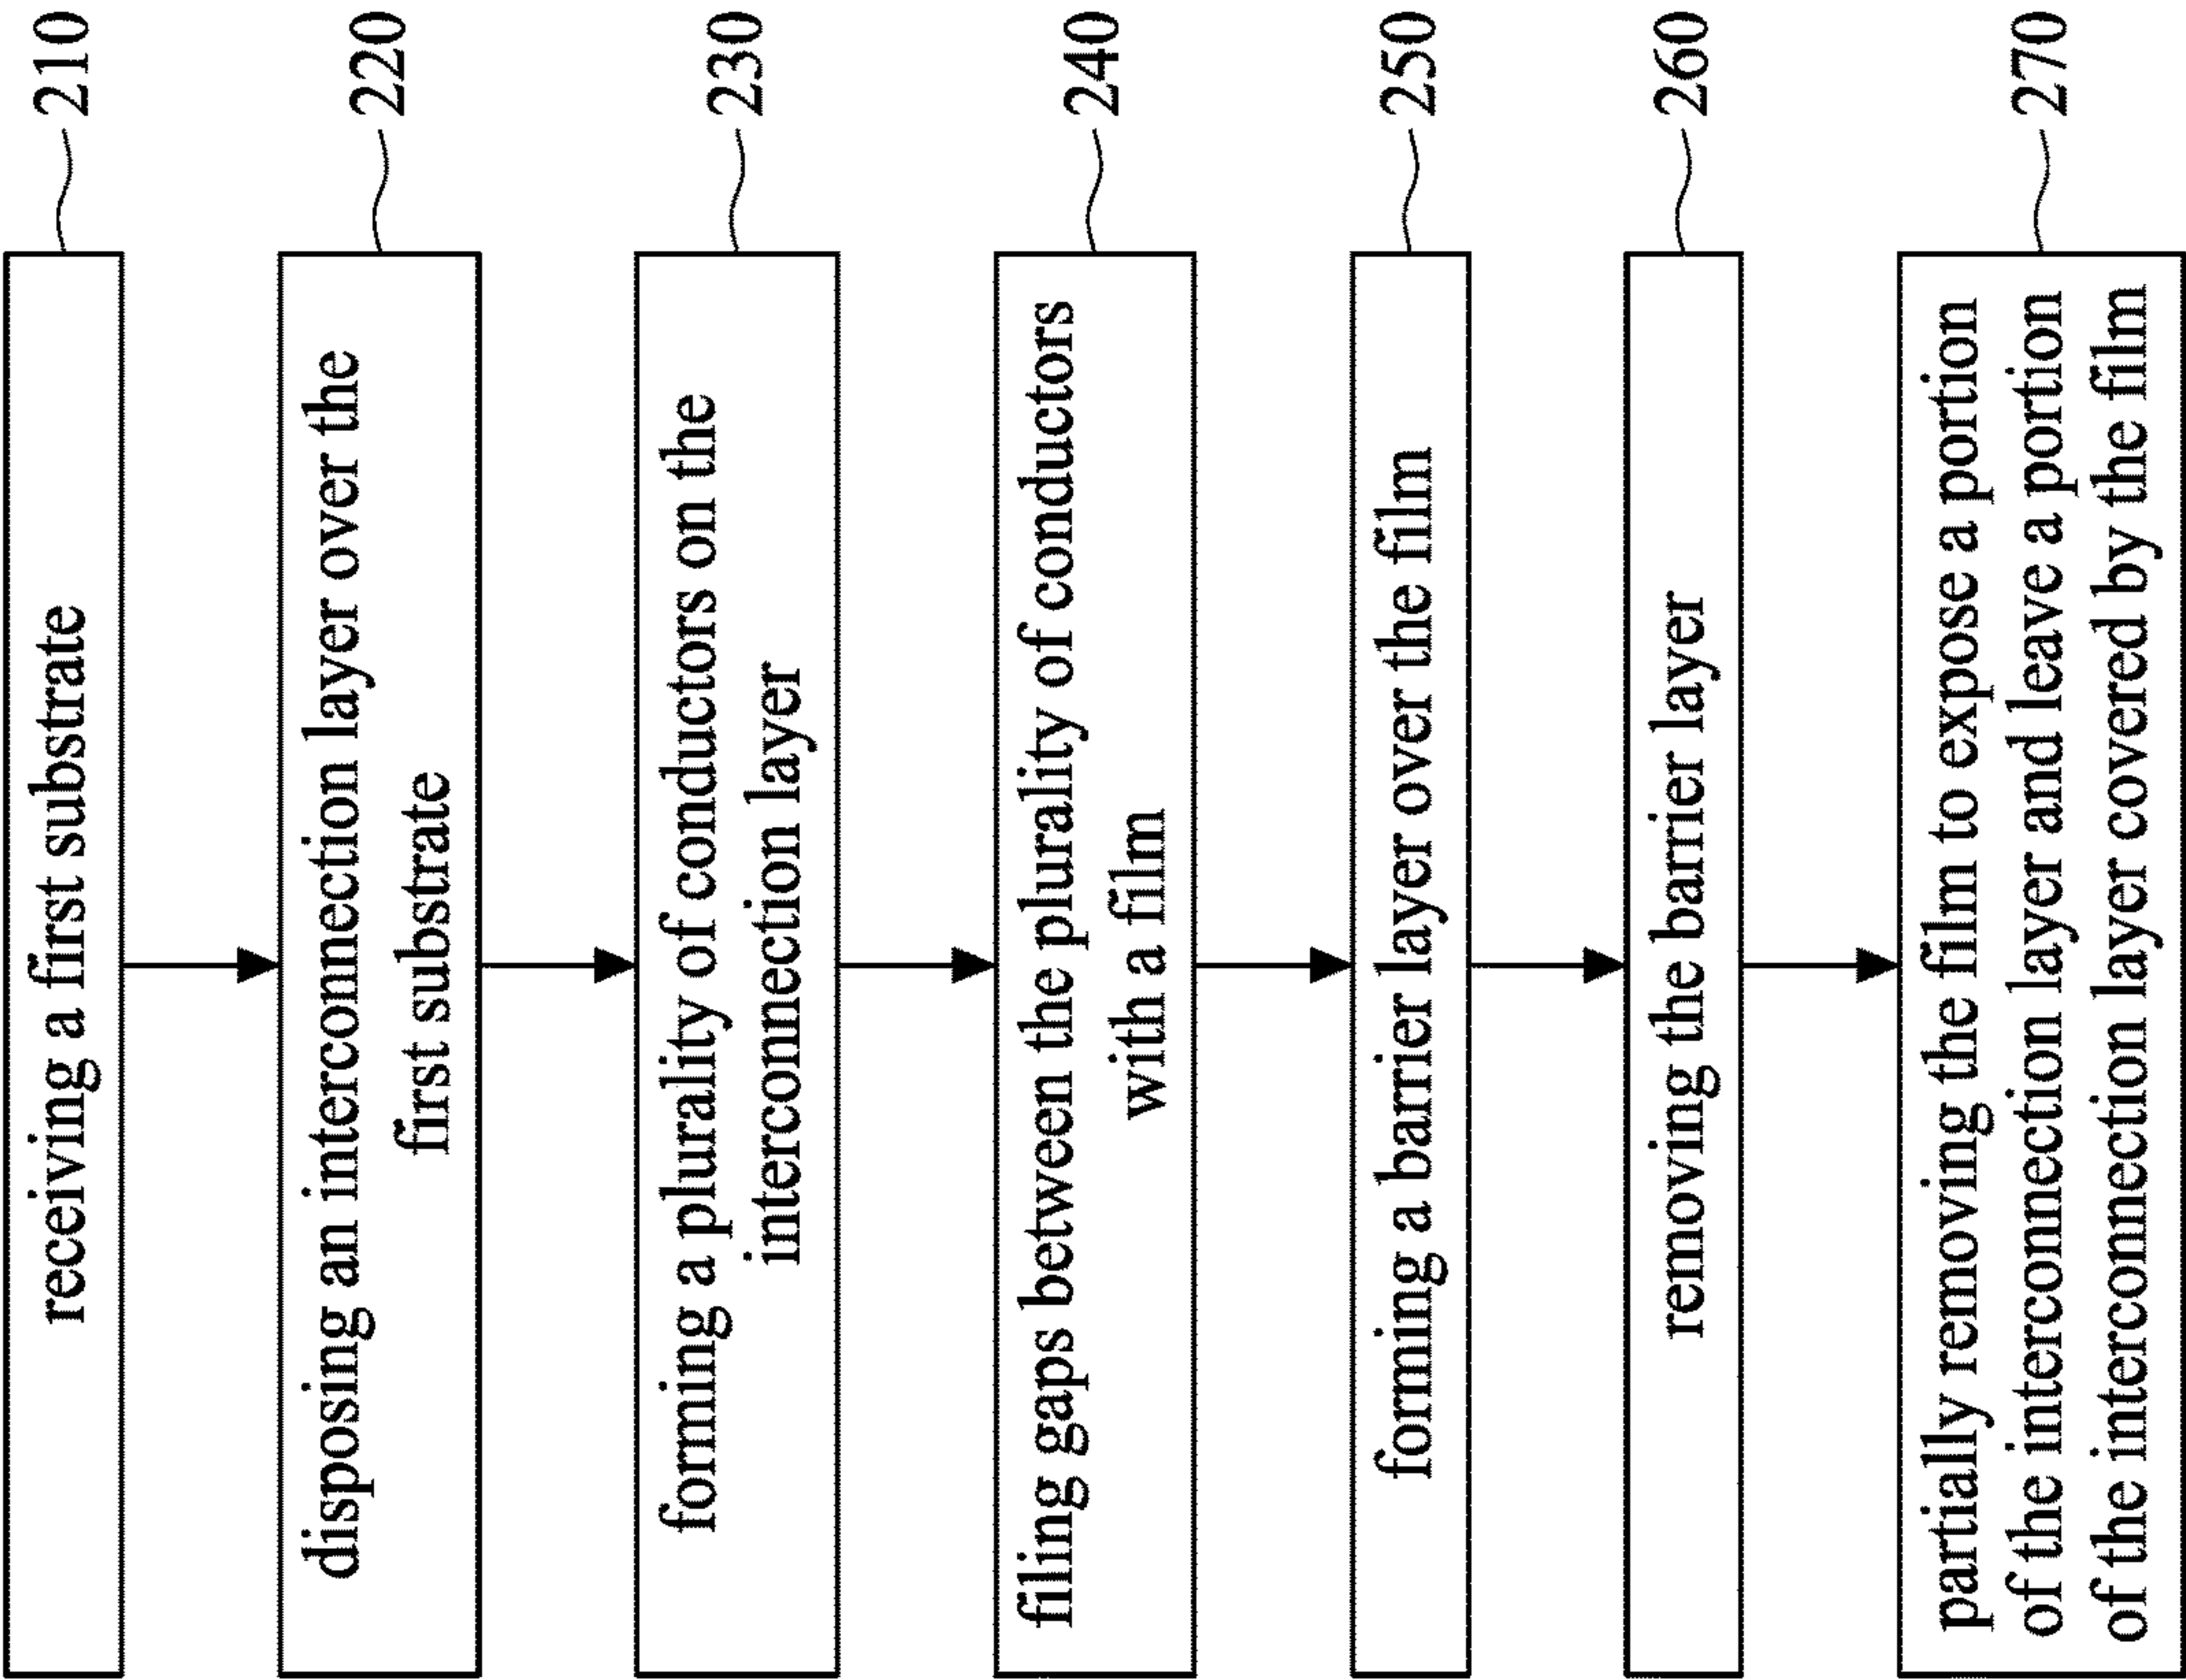 receiving a first substrate
210
disposing an interconnection layer over the
first substrate
220
forming a plurality of conductors on the
interconnection layer
230
filing gaps between the plurality of conductors
with a film
240
forming a barrier layer over the film
250
removing the barrier layer
260
partially removing the film to expose a portion
of the interconnection layer and leave a portion
of the interconnection layer covered by the film
270